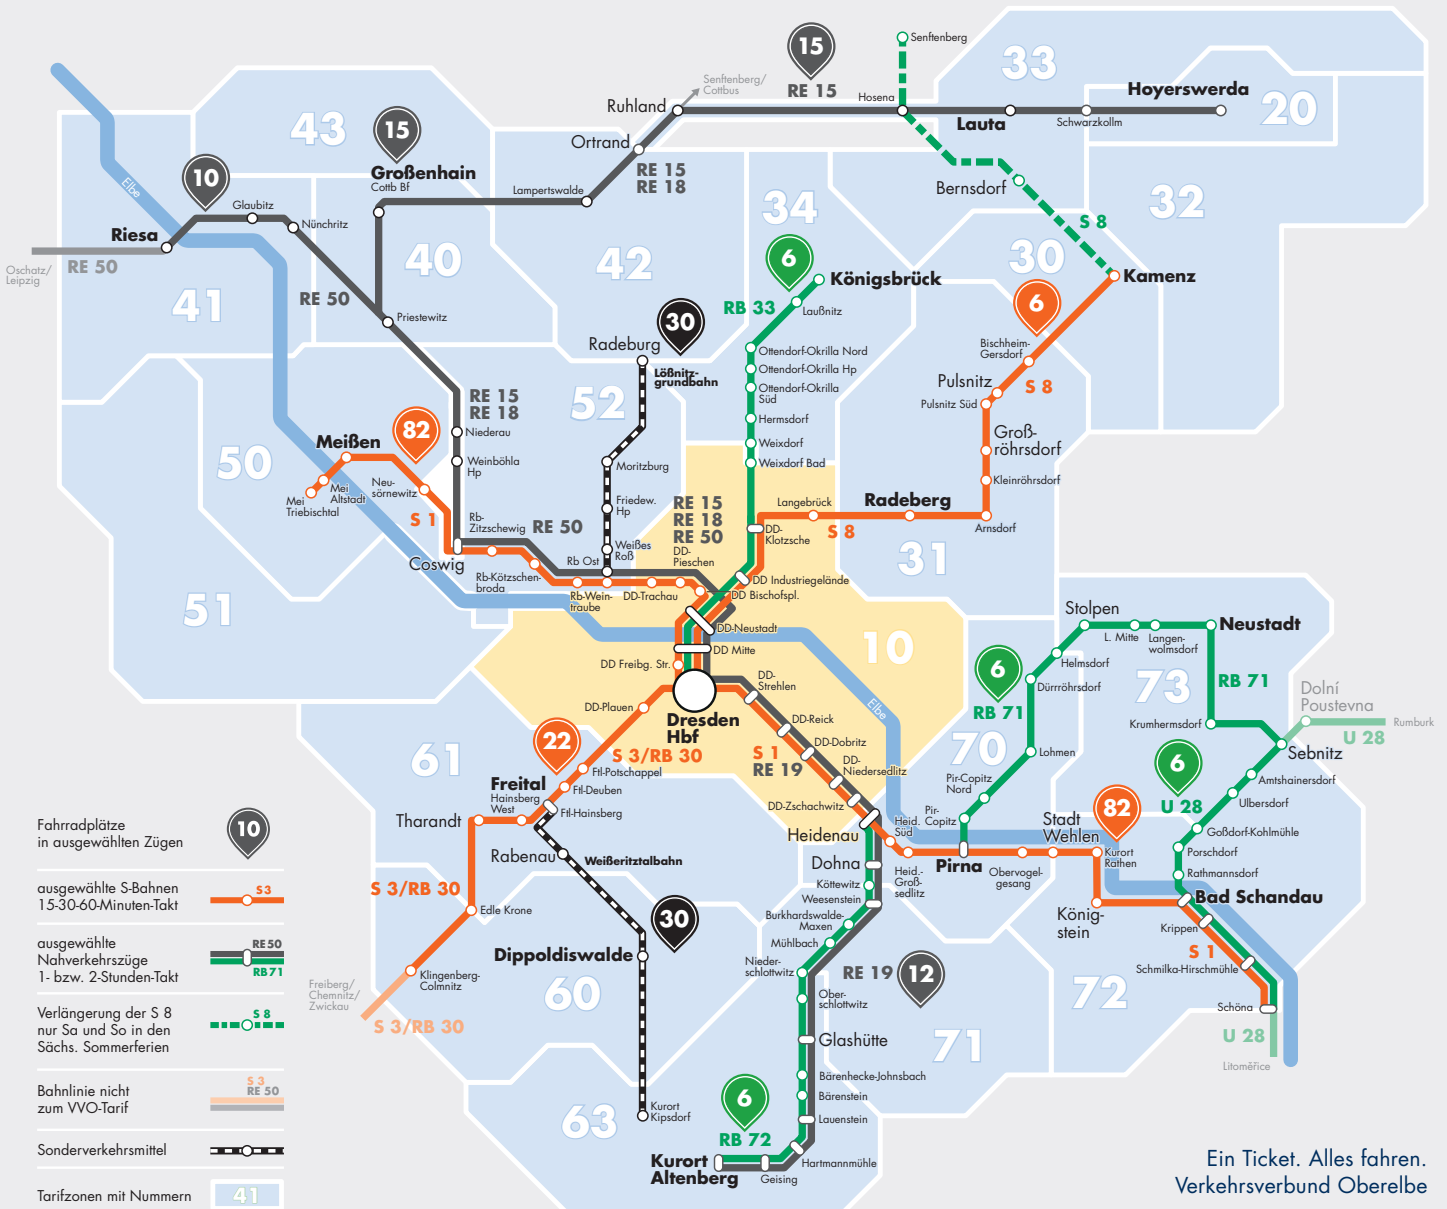 15
RE 15
Senftenberg
33
Senftenberg/
Cottbus
Ruhland
Hosena
Hoyerswerda
20
Lauta
Schwarzkollm
43
15
Großenhain
Cottb Bf
Ortrand
RE 15
RE 18
Lampertswalde
Bernsdorf
32
Elbe
10
Glaubitz
Nünchritz
Riesa
Oschatz/
Leipzig
RE 50
41
RE 50
40
42
34
S 8
30
6
Königsbrück
RB 33
Laußnitz
Kamenz
6
Priestewitz
30
Radeburg
Lößnitz-
grundbahn
Ottendorf-Okrilla Nord
Ottendorf-Okrilla Hp
Ottendorf-Okrilla
Süd
Bischheim-
Gersdorf
Pulsnitz
S 8
Pulsnitz Süd
52
RE 15
RE 18
Niederau
Weinböhla
Hp
Hermsdorf
Weixdorf
Weixdorf Bad
Groß-
röhrsdorf
Kleinröhrsdorf
82
Meißen
50
Mei
Triebischtal
Mei
Altstadt
Neu-
sörnewitz
S 1
Moritzburg
Friedew.
Hp
Weißes
Roß
Rb-
Zitzschewig
RE 50
RE 15
RE 18
RE 50
DD-
Pieschen
Langebrück
Radeberg
DD-
Klotzsche
S 8
Arnsdorf
31
Coswig
Rb Ost
Rb-Kötzschen-
broda
Rb-Wein-
traube
DD-Trachau
DD Industriegelände
DD Bischofspl.
51
DD-Neustadt
DD Mitte
DD Freibg. Str.
10
Stolpen
L. Mitte
Langen-
wolmsdorf
Neustadt
Helmsdorf
6
RB 71
Dürrröhrsdorf
73
RB 71
Dolní
Poustevna
Rumburk
U 28
DD-
Strehlen
Elbe
DD-Plauen
Dresden
Hbf
DD-Reick
DD-Dobritz
DD-
Niedersedlitz
Krumhermsdorf
Sebnitz
61
22
S 3/RB 30
S 1
RE 19
70
Lohmen
6
U 28
Amtshainersdorf
Ulbersdorf
Goßdorf-Kohlmühle
Ftl-Potschappel
Ftl-Deuben
Freital
Hainsberg
West
Ftl-Hainsberg
Pir-Copitz
Nord
DD-Zschachwitz
Heidenau
Heid.
Süd
Pir-
Copitz
Stadt
Wehlen
82
Kurort
Rathen
Porschdorf
Rathmannsdorf
Tharandt
Rabenau
Weißeritztalbahn
Dohna
Heid.-
Groß-
sedlitz
Pirna
Obervogel-
gesang
Köttewitz
Weesenstein
Bad Schandau
S 3/RB 30
Edle Krone
30
Burkhardswalde-
Maxen
König-
stein
Krippen
S 1
Dippoldiswalde
Mühlbach
Nieder-
schlottwitz
RE 19
12
Schmilka-Hirschmühle
Klingenberg-
Colmnitz
Freiberg/
Chemnitz/
Zwickau
S 3/RB 30
60
Ober-
schlottwitz
72
Schöna
Glashütte
71
U 28
Litoměřice
Bärenhecke-Johnsbach
Bärenstein
63
Kurort
Kipsdorf
6
RB 72
Lauenstein
Kurort
Altenberg
Geising
Hartmannmühle
Fahrradplätze
in ausgewählten Zügen
10
ausgewählte S-Bahnen
15-30-60-Minuten-Takt
S 3
ausgewählte
Nahverkehrszüge
1- bzw. 2-Stunden-Takt
RE 50
RB 71
Verlängerung der S 8
nur Sa und So in den
Sächs. Sommerferien
S 8
Bahnlinie nicht
zum VVO-Tarif
S 3
RE 50
Sonderverkehrsmittel
Tarifzonen mit Nummern
41
Ein Ticket. Alles fahren.
Verkehrsverbund Oberelbe